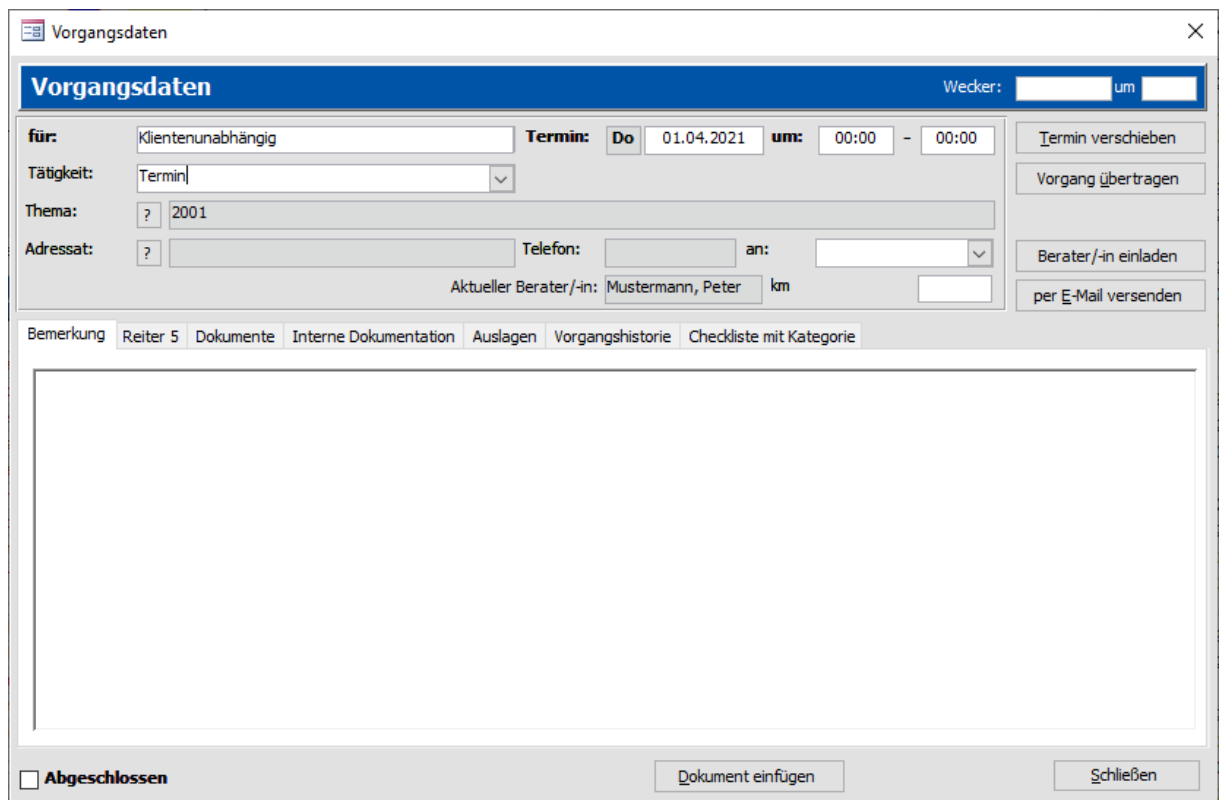 Vorgangsdaten
Vorgangsdaten Wecker: um
für: Klientenunabhängig Termin: Do 01.04.2021 um: 00:00 - 00:00 Termin verschieben
Tätigkeit: Termin Vorgang übertragen
Thema: ? 2001
Adressat: ? Telefon: an: Berater/-in einladen
Aktueller Berater/-in: Mustermann, Peter km per E-Mail versenden
Bemerkung Reiter 5 Dokumente Interne Dokumentation Auslagen Vorgangshistorie Checkliste mit Kategorie
Abgeschlossen Dokument einfügen Schließen